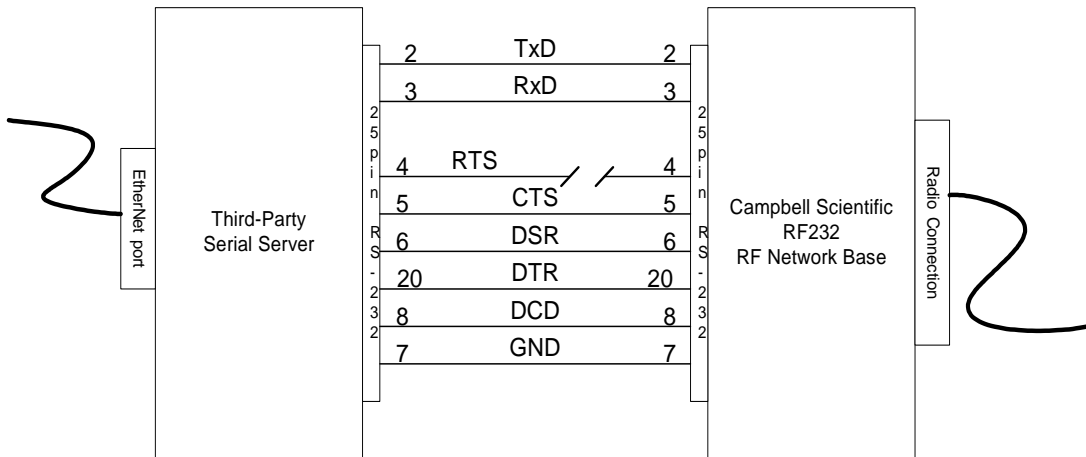 2 TxD 2
3 RxD 3
4 RTS 4
5 CTS 5
6 DSR 6
20 DTR 20
8 DCD 8
7 GND 7
EtherNet port
Third-Party
Serial Server
25pin RS-232
25pin RS-232
Campbell Scientific
RF232
RF Network Base
Radio Connection